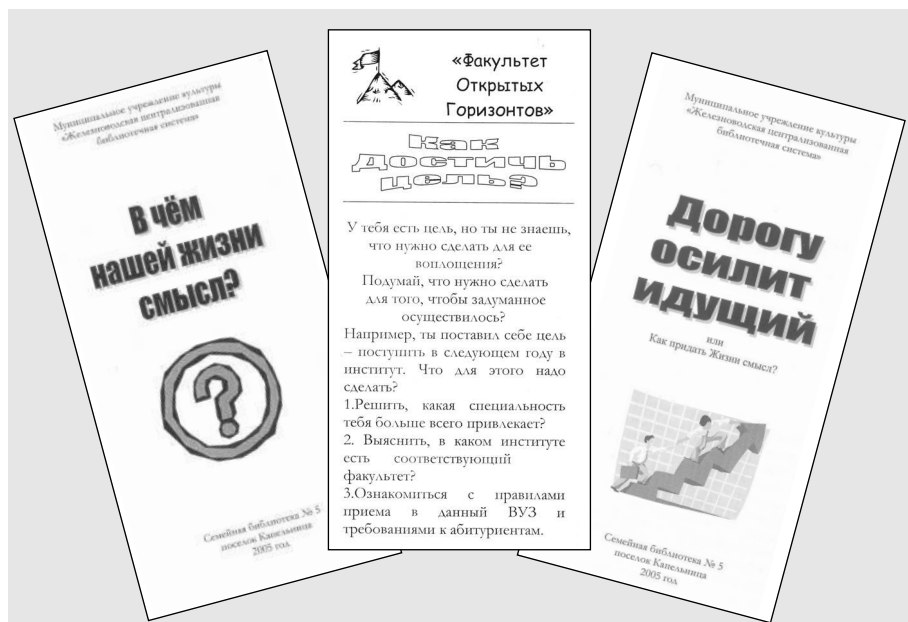 Муниципальное учреждение культуры
«Железноводская централизованная
библиотечная система»
В чём
нашей жизни
смысл?
Семейная библиотека № 5
поселок Капельница
2005 год
«Факультет
Открытых
Горизонтов»
Как
достичь
цель?
У тебя есть цель, но ты не знаешь,
что нужно сделать для ее
воплощения?
Подумай, что нужно сделать
для того, чтобы задуманное
осуществилось?
Например, ты поставил себе цель
– поступить в следующем году в
институт. Что для этого надо
сделать?
1.Решить, какая специальность
тебя больше всего привлекает?
2. Выяснить, в каком институте
есть соответствующий
факультет?
3.Ознакомиться с правилами
приема в данный ВУЗ и
требованиями к абитуриентам.
Муниципальное учреждение культуры
«Железноводская централизованная
библиотечная система»
Дорогу
осилит
идущий
или
Как придать Жизни смысл?
Семейная библиотека № 5
поселок Капельница
2005 год